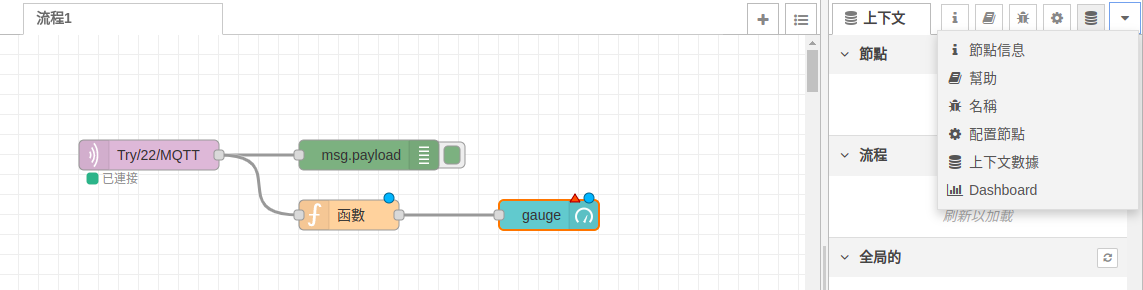 流程1
上下文
節點
節點信息
幫助
名稱
配置節點
流程
上下文數據
Dashboard
刷新以加載
全局的
Try/22/MQTT
已連接
msg.payload
函數
gauge